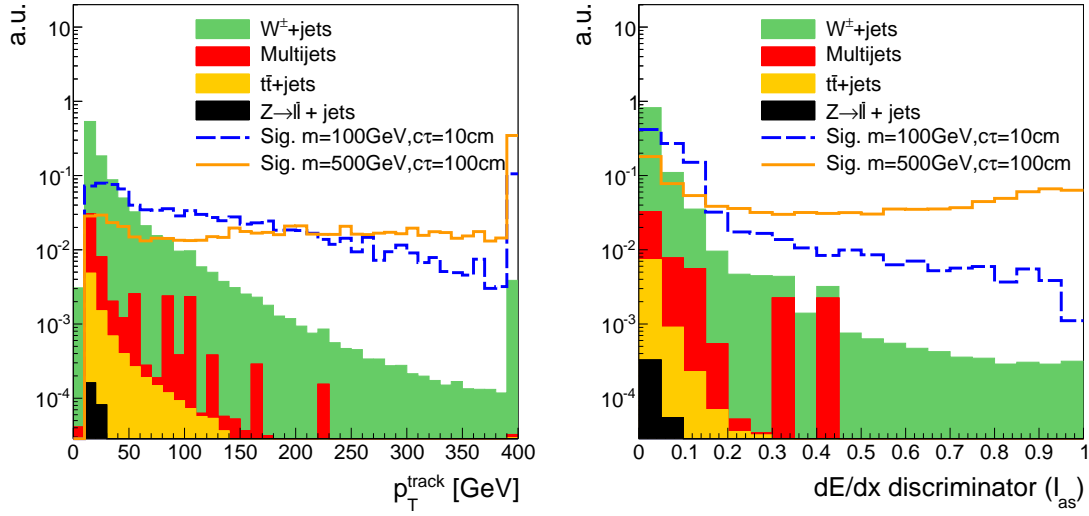 a.u.
10
1
10⁻¹
10⁻²
10⁻³
10⁻⁴
W±+jets
Multijets
tt̄+jets
Z→ll̄ + jets
Sig. m=100GeV,cτ=10cm
Sig. m=500GeV,cτ=100cm
0 50 100 150 200 250 300 350 400
p_T^track [GeV]
a.u.
10
1
10⁻¹
10⁻²
10⁻³
10⁻⁴
W±+jets
Multijets
tt̄+jets
Z→ll̄ + jets
Sig. m=100GeV,cτ=10cm
Sig. m=500GeV,cτ=100cm
0 0.1 0.2 0.3 0.4 0.5 0.6 0.7 0.8 0.9 1
dE/dx discriminator (I_as)